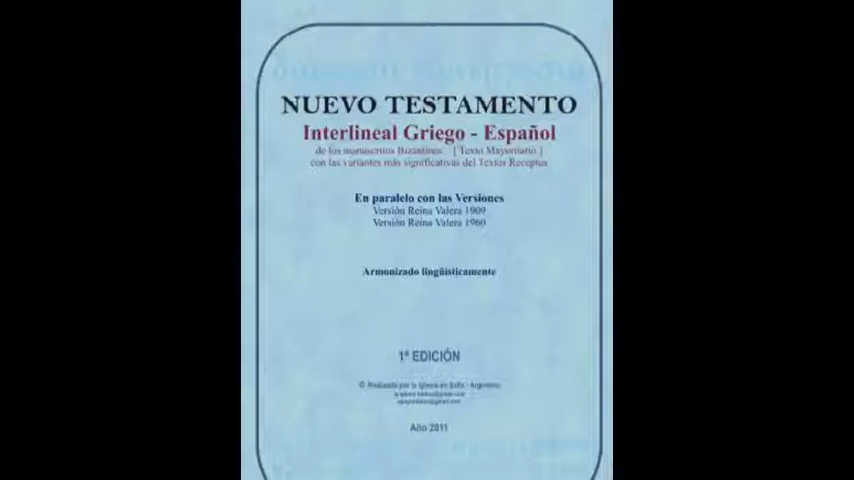 NUEVO TESTAMENTO
Interlineal Griego - Español
de los manuscritos Bizantinos [ Texto Mayoritario ]
con las variantes más significativas del Textus Receptus
En paralelo con las Versiones
Versión Reina Valera 1909
Versión Reina Valera 1960
Armonizado lingüísticamente
1ª EDICIÓN
© Realizado por la Iglesia en Salta - Argentina
Año 2011